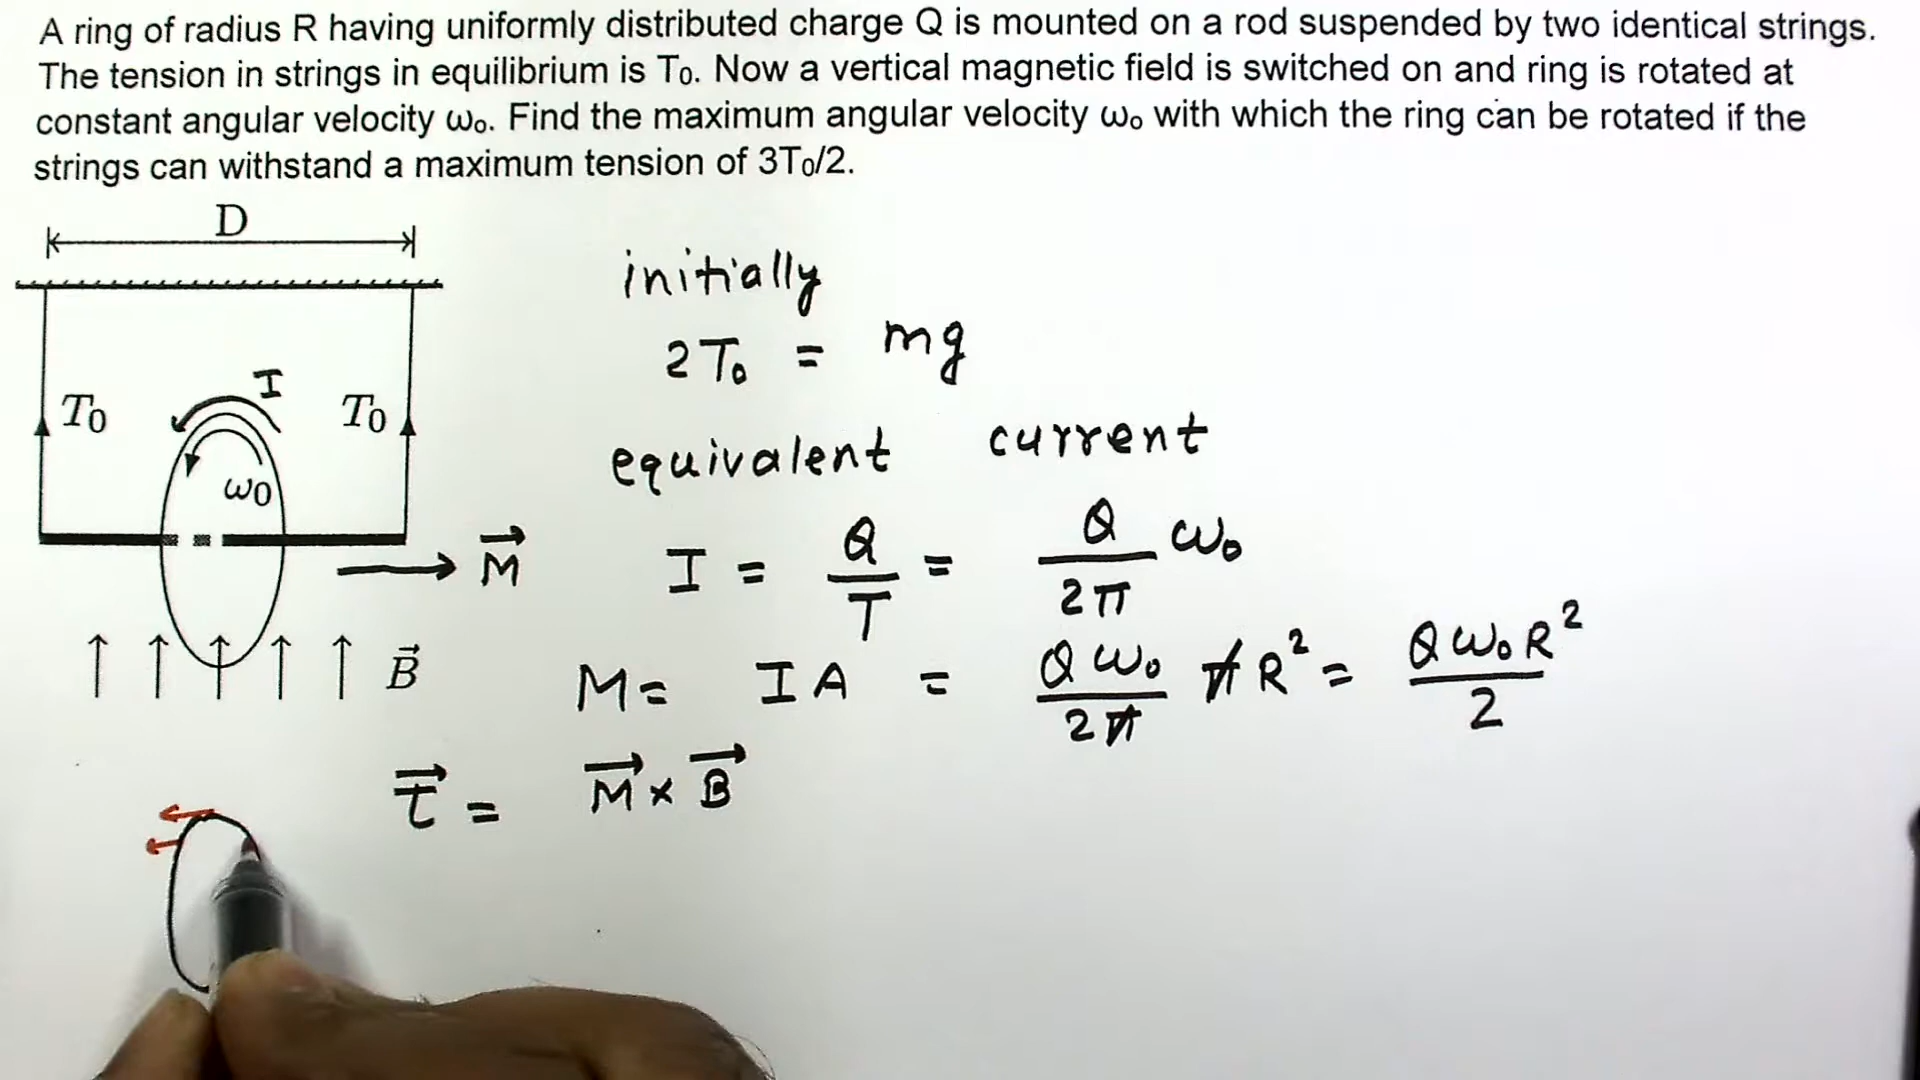 A ring of radius R having uniformly distributed charge Q is mounted on a rod suspended by two identical strings.
The tension in strings in equilibrium is T₀. Now a vertical magnetic field is switched on and ring is rotated at
constant angular velocity ω₀. Find the maximum angular velocity ω₀ with which the ring can be rotated if the
strings can withstand a maximum tension of 3T₀/2.
D
initially
2T₀ = mg
I
T₀ T₀
equivalent current
ω₀
M⃗
I = Q/T = Q/2π ω₀
B⃗
M = IA = Qω₀/2π πR² = Qω₀R²/2
τ⃗ = M⃗ × B⃗